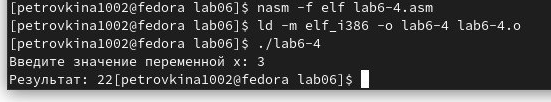 [petrovkina1002@fedora lab06]$ nasm -f elf lab6-4.asm
[petrovkina1002@fedora lab06]$ ld -m elf_i386 -o lab6-4 lab6-4.o
[petrovkina1002@fedora lab06]$ ./lab6-4
Введите значение переменной x: 3
Результат: 22[petrovkina1002@fedora lab06]$